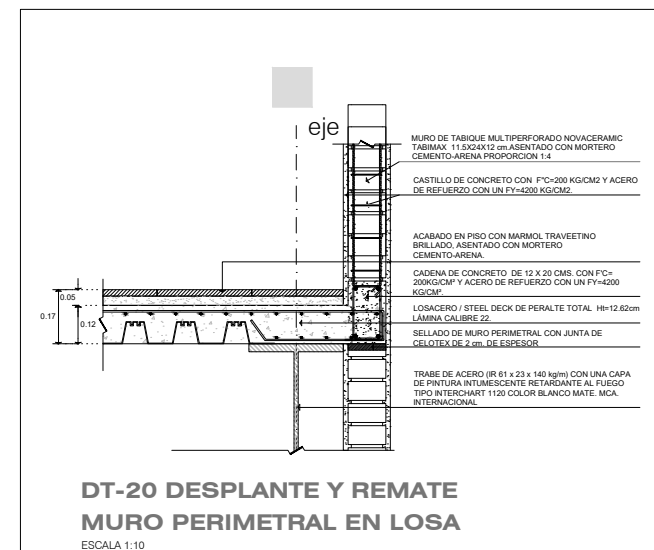 eje
MURO DE TABIQUE MULTIPERFORADO NOVACERAMIC
TABIMAX 11.5X24X12 cm.ASENTADO CON MORTERO
CEMENTO-ARENA PROPORCION 1:4
CASTILLO DE CONCRETO CON F"C=200 KG/CM2 Y ACERO
DE REFUERZO CON UN FY=4200 KG/CM2.
ACABADO EN PISO CON MARMOL TRAVEETINO
BRILLADO, ASENTADO CON MORTERO
CEMENTO-ARENA.
CADENA DE CONCRETO DE 12 X 20 CMS. CON F'C=
200KG/CM² Y ACERO DE REFUERZO CON UN FY=4200
KG/CM².
LOSACERO / STEEL DECK DE PERALTE TOTAL Ht=12.62cm
LÁMINA CALIBRE 22.
SELLADO DE MURO PERIMETRAL CON JUNTA DE
CELOTEX DE 2 cm. DE ESPESOR
TRABE DE ACERO (IR 61 x 23 x 140 kg/m) CON UNA CAPA
DE PINTURA INTUMESCENTE RETARDANTE AL FUEGO
TIPO INTERCHART 1120 COLOR BLANCO MATE. MCA.
INTERNACIONAL
0.05
0.17
0.12
DT-20 DESPLANTE Y REMATE
MURO PERIMETRAL EN LOSA
ESCALA 1:10